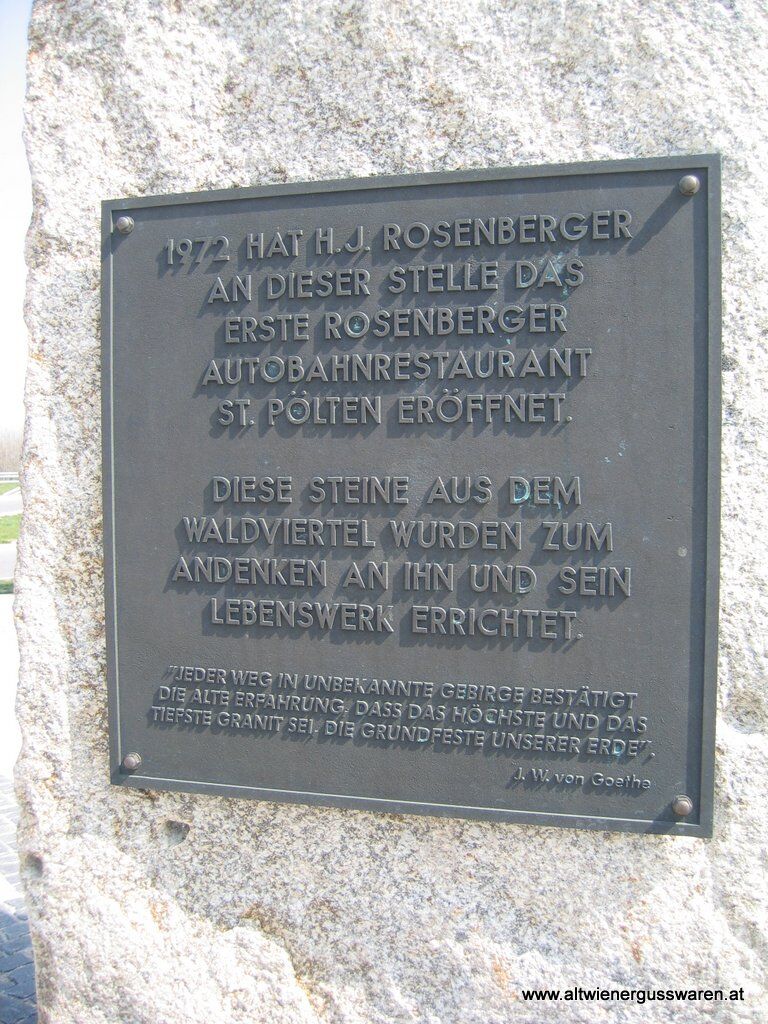 1972 HAT H.J. ROSENBERGER
AN DIESER STELLE DAS
ERSTE ROSENBERGER
AUTOBAHNRESTAURANT
ST. PÖLTEN ERÖFFNET.
DIESE STEINE AUS DEM
WALDVIERTEL WURDEN ZUM
ANDENKEN AN IHN UND SEIN
LEBENSWERK ERRICHTET.
"JEDER WEG IN UNBEKANNTE GEBIRGE BESTÄTIGT
DIE ALTE ERFAHRUNG, DASS DAS HÖCHSTE UND DAS
TIEFSTE GRANIT SEI, DIE GRUNDFESTE UNSERER ERDE".
J. W. von Goethe
www.altwienergusswaren.at